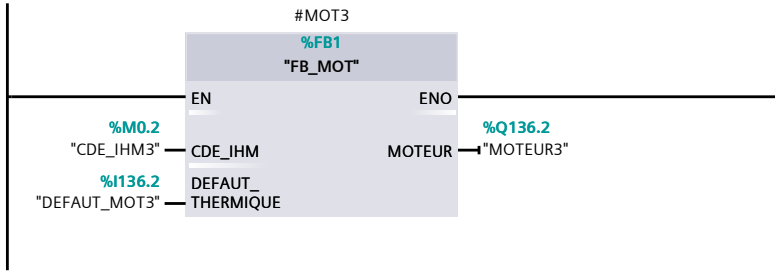 #MOT3
%FB1
"FB_MOT"
EN ENO
%M0.2 %Q136.2
"CDE_IHM3" CDE_IHM MOTEUR "MOTEUR3"
%I136.2 DEFAUT_
"DEFAUT_MOT3" THERMIQUE